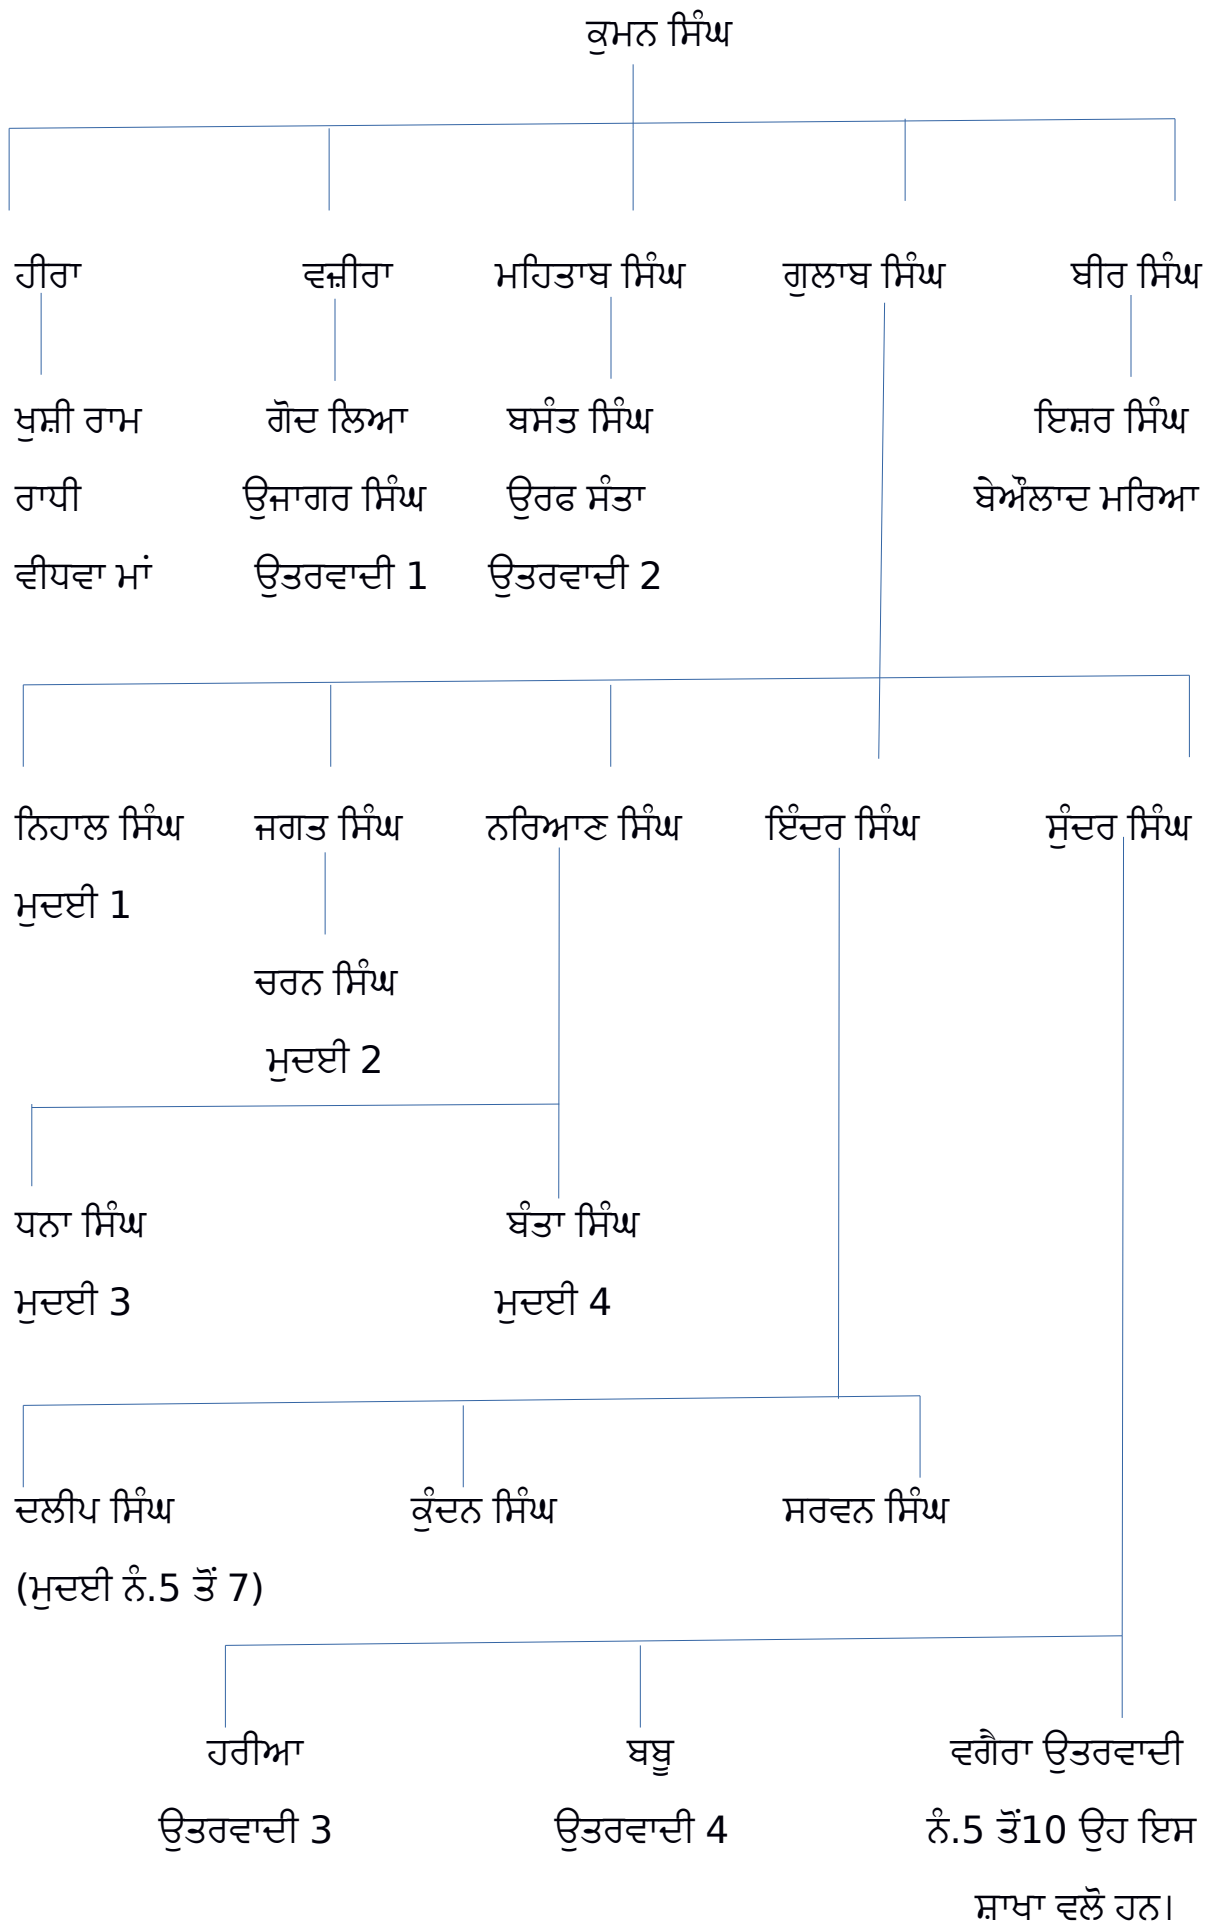 ਕੁਮਨ ਸਿੰਘ
ਹੀਰਾ ਵਜ਼ੀਰਾ ਮਹਿਤਾਬ ਸਿੰਘ ਗੁਲਾਬ ਸਿੰਘ ਬੀਰ ਸਿੰਘ
ਖੁਸ਼ੀ ਰਾਮ ਗੋਦ ਲਿਆ ਬਸੰਤ ਸਿੰਘ ਇਸ਼ਰ ਸਿੰਘ
ਰਾਧੀ ਉਜਾਗਰ ਸਿੰਘ ਉਰਫ ਸੰਤਾ ਬੇਔਲਾਦ ਮਰਿਆ
ਵੀਧਵਾ ਮਾਂ ਉਤਰਵਾਦੀ 1 ਉਤਰਵਾਦੀ 2
ਨਿਹਾਲ ਸਿੰਘ ਜਗਤ ਸਿੰਘ ਨਰਿਆਣ ਸਿੰਘ ਇੰਦਰ ਸਿੰਘ ਸੁੰਦਰ ਸਿੰਘ
ਮੁਦਈ 1
ਚਰਨ ਸਿੰਘ
ਮੁਦਈ 2
ਧਨਾ ਸਿੰਘ ਬੰਤਾ ਸਿੰਘ
ਮੁਦਈ 3 ਮੁਦਈ 4
ਦਲੀਪ ਸਿੰਘ ਕੁੰਦਨ ਸਿੰਘ ਸਰਵਨ ਸਿੰਘ
(ਮੁਦਈ ਨੰ.5 ਤੋਂ 7)
ਹਰੀਆ ਬਬੂ ਵਗੈਰਾ ਉਤਰਵਾਦੀ
ਉਤਰਵਾਦੀ 3 ਉਤਰਵਾਦੀ 4 ਨੰ.5 ਤੋਂ10 ਉਹ ਇਸ
ਸ਼ਾਖਾ ਵਲੋ ਹਨ।